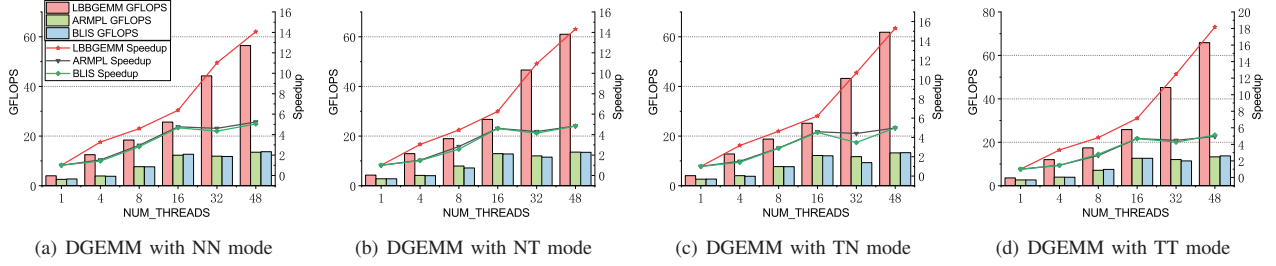 LBBGEMM GFLOPS
ARMPL GFLOPS
BLIS GFLOPS
LBBGEMM Speedup
ARMPL Speedup
BLIS Speedup
GFLOPS
0
20
40
60
Speedup
0
2
4
6
8
10
12
14
16
1 4 8 16 32 48
NUM_THREADS
(a) DGEMM with NN mode
GFLOPS
0
20
40
60
Speedup
0
2
4
6
8
10
12
14
16
1 4 8 16 32 48
NUM_THREADS
(b) DGEMM with NT mode
GFLOPS
0
20
40
60
Speedup
0
2
4
6
8
10
12
14
16
1 4 8 16 32 48
NUM_THREADS
(c) DGEMM with TN mode
GFLOPS
0
20
40
60
80
Speedup
0
2
4
6
8
10
12
14
16
18
20
1 4 8 16 32 48
NUM_THREADS
(d) DGEMM with TT mode